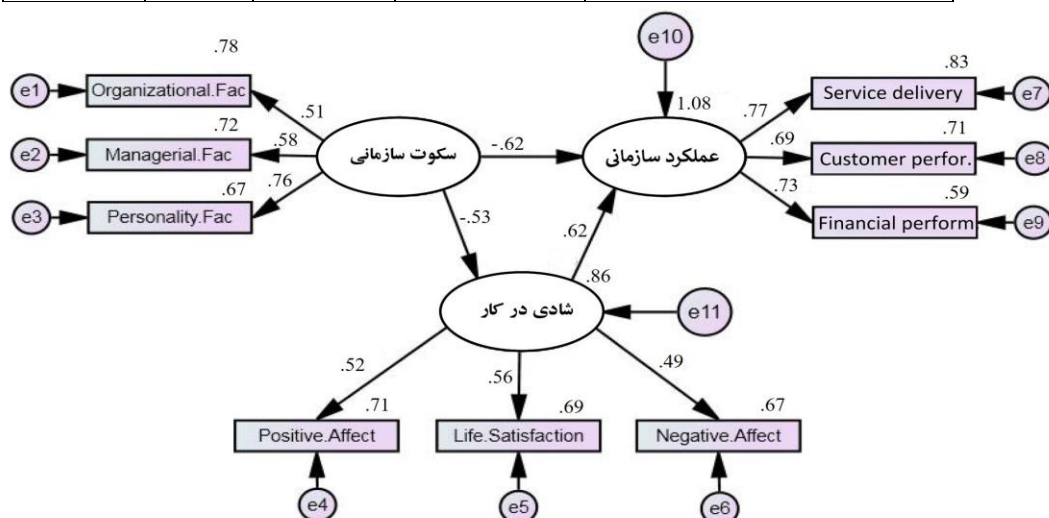 .78
e10
e1
Organizational.Fac
.83
.51
1.08
.77
Service delivery
e7
.72
.71
e2
Managerial.Fac
.58
سکوت سازمانی
-.62
عملکرد سازمانی
.69
Customer perfor.
e8
.67
.76
.73
.59
e3
Personality.Fac
-.53
.62
Financial perform
e9
.86
شادی در کار
e11
.52
.56
.49
.71
.69
.67
Positive.Affect
Life.Satisfaction
Negative.Affect
e4
e5
e6